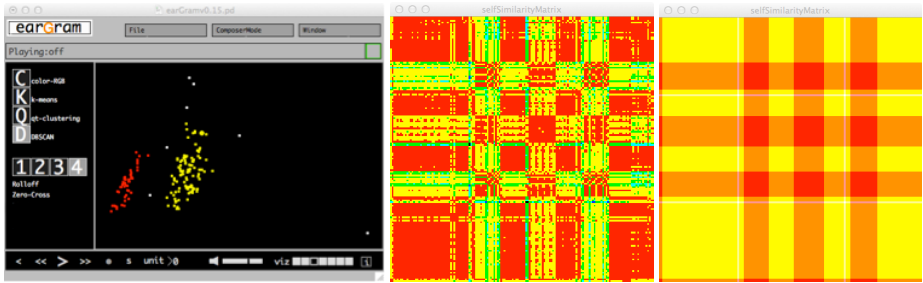 earGramv0.15.pd
earGram
File
ComposerMode
Window
Playing:off
C color-RGB
K k-means
Q qt-clustering
D DBSCAN
1 2 3 4
Rolloff
Zero-Cross
< << > >> s unit >0
viz i
selfSimilarityMatrix
selfSimilarityMatrix